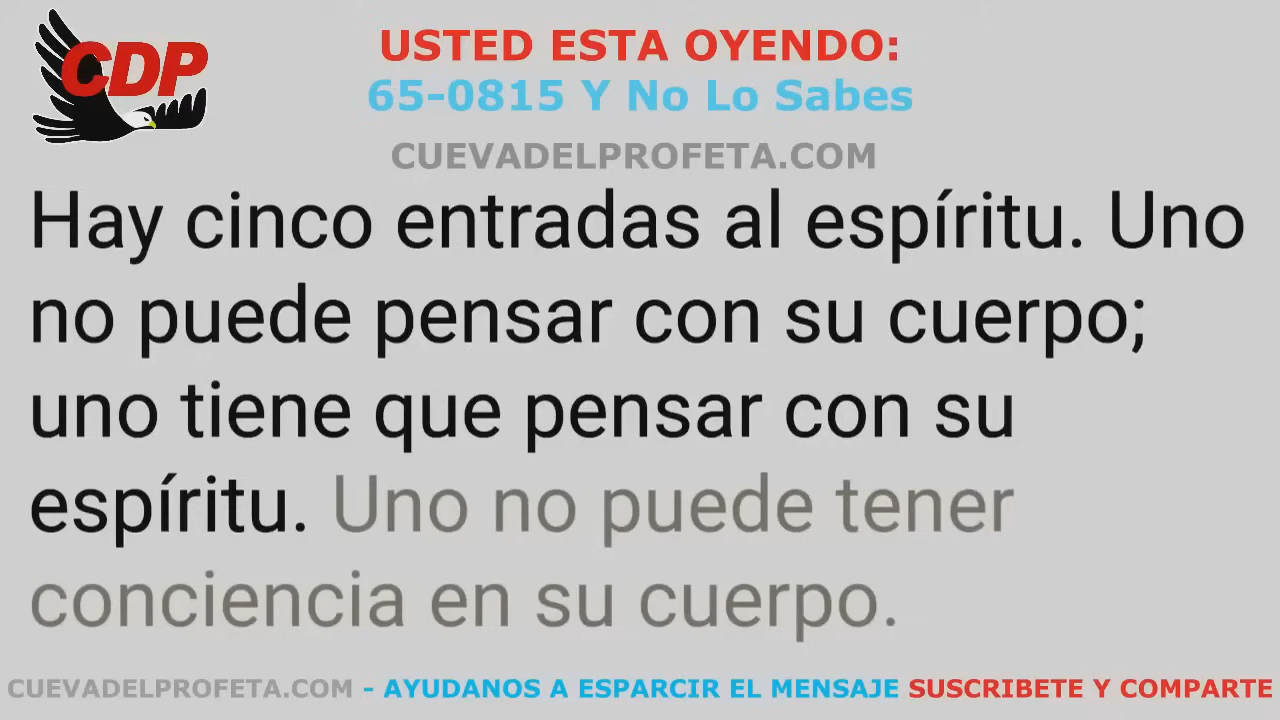 CDP
USTED ESTA OYENDO:
65-0815 Y No Lo Sabes
CUEVADELPROFETA.COM
Hay cinco entradas al espíritu. Uno
no puede pensar con su cuerpo;
uno tiene que pensar con su
espíritu. Uno no puede tener
conciencia en su cuerpo.
CUEVADELPROFETA.COM - AYUDANOS A ESPARCIR EL MENSAJE SUSCRIBETE Y COMPARTE